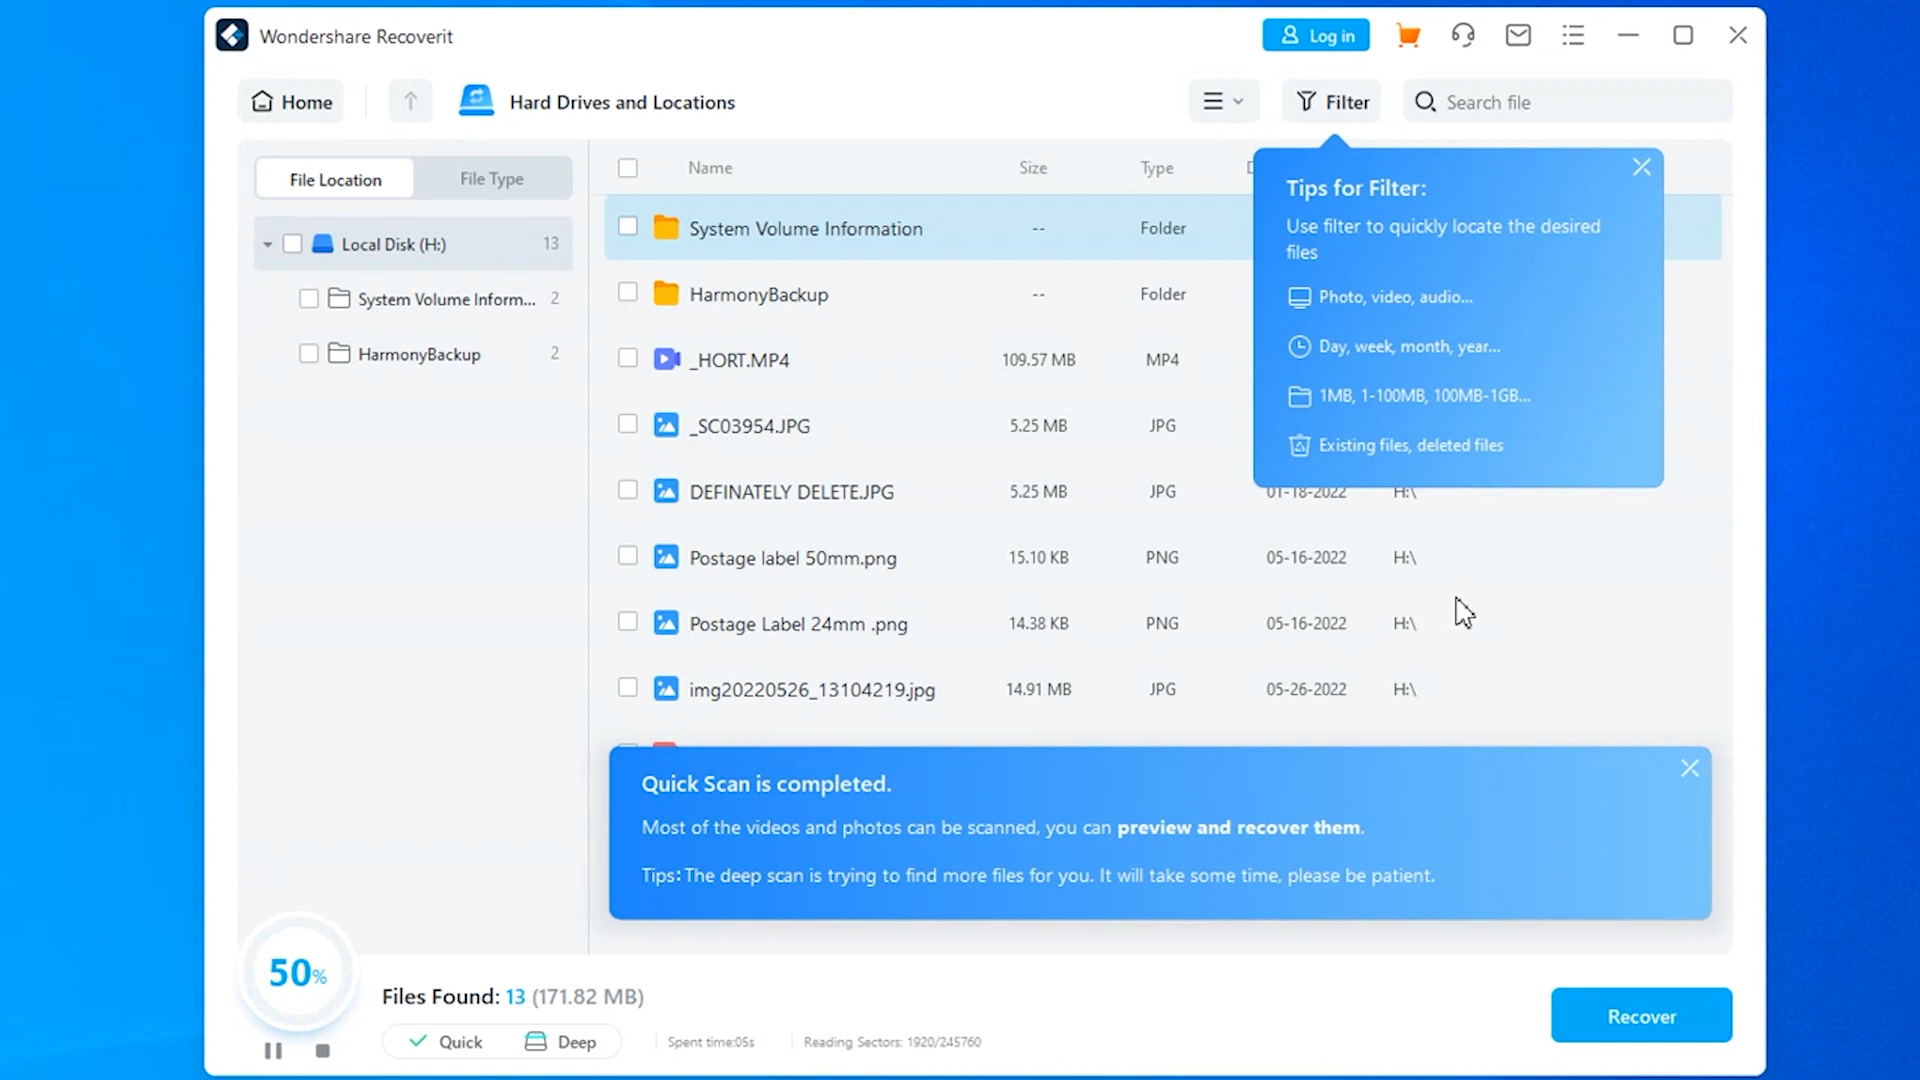 Wondershare Recoverit
Log in
Home
Hard Drives and Locations
Filter
Search file
File Location
File Type
Name
Size
Type
Local Disk (H:)
13
System Volume Inform...
2
HarmonyBackup
2
System Volume Information
--
Folder
HarmonyBackup
--
Folder
_HORT.MP4
109.57 MB
MP4
_SC03954.JPG
5.25 MB
JPG
DEFINATELY DELETE.JPG
5.25 MB
JPG
01-18-2022
H:\
Postage label 50mm.png
15.10 KB
PNG
05-16-2022
H:\
Postage Label 24mm .png
14.38 KB
PNG
05-16-2022
H:\
img20220526_13104219.jpg
14.91 MB
JPG
05-26-2022
H:\
Tips for Filter:
Use filter to quickly locate the desired
files
Photo, video, audio...
Day, week, month, year...
1MB, 1-100MB, 100MB-1GB...
Existing files, deleted files
Quick Scan is completed.
Most of the videos and photos can be scanned, you can preview and recover them.
Tips: The deep scan is trying to find more files for you. It will take some time, please be patient.
50%
Files Found: 13 (171.82 MB)
Quick
Deep
Spent time:05s
Reading Sectors: 1920/245760
Recover